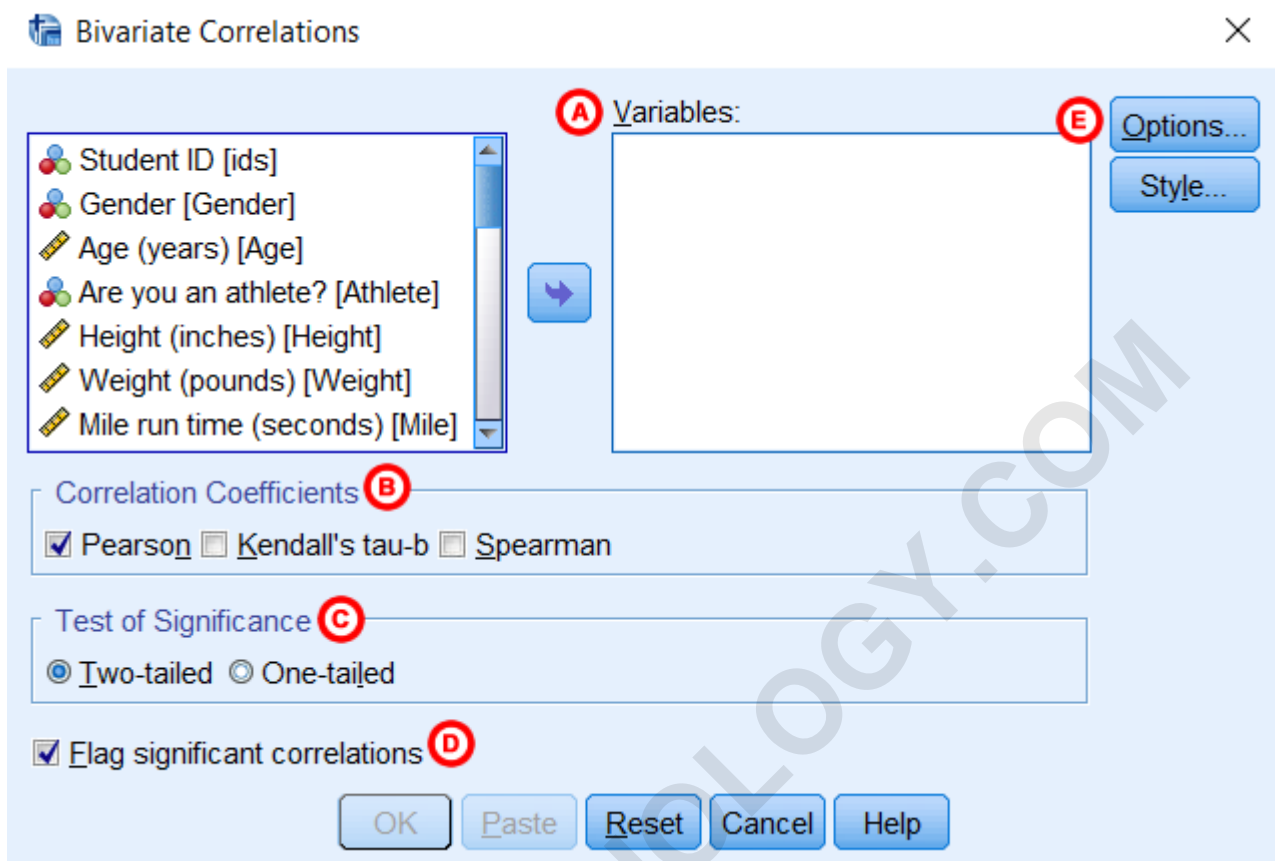 Bivariate Correlations
A Variables:
E Options...
Style...
Student ID [ids]
Gender [Gender]
Age (years) [Age]
Are you an athlete? [Athlete]
Height (inches) [Height]
Weight (pounds) [Weight]
Mile run time (seconds) [Mile]
Correlation Coefficients B
Pearson Kendall's tau-b Spearman
Test of Significance C
Two-tailed One-tailed
Flag significant correlations D
OK Paste Reset Cancel Help
NOLOGY.COM